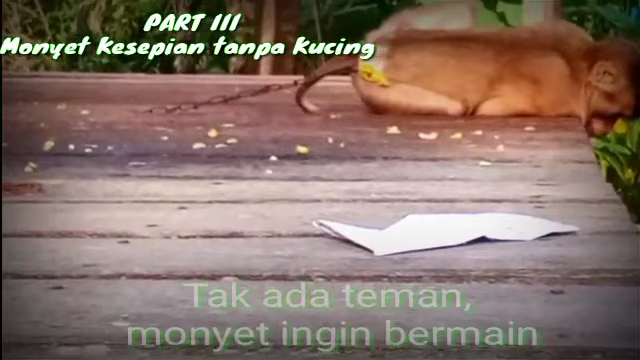 PART III
Monyet Kesepian tanpa Kucing
Tak ada teman,
monyet ingin bermain